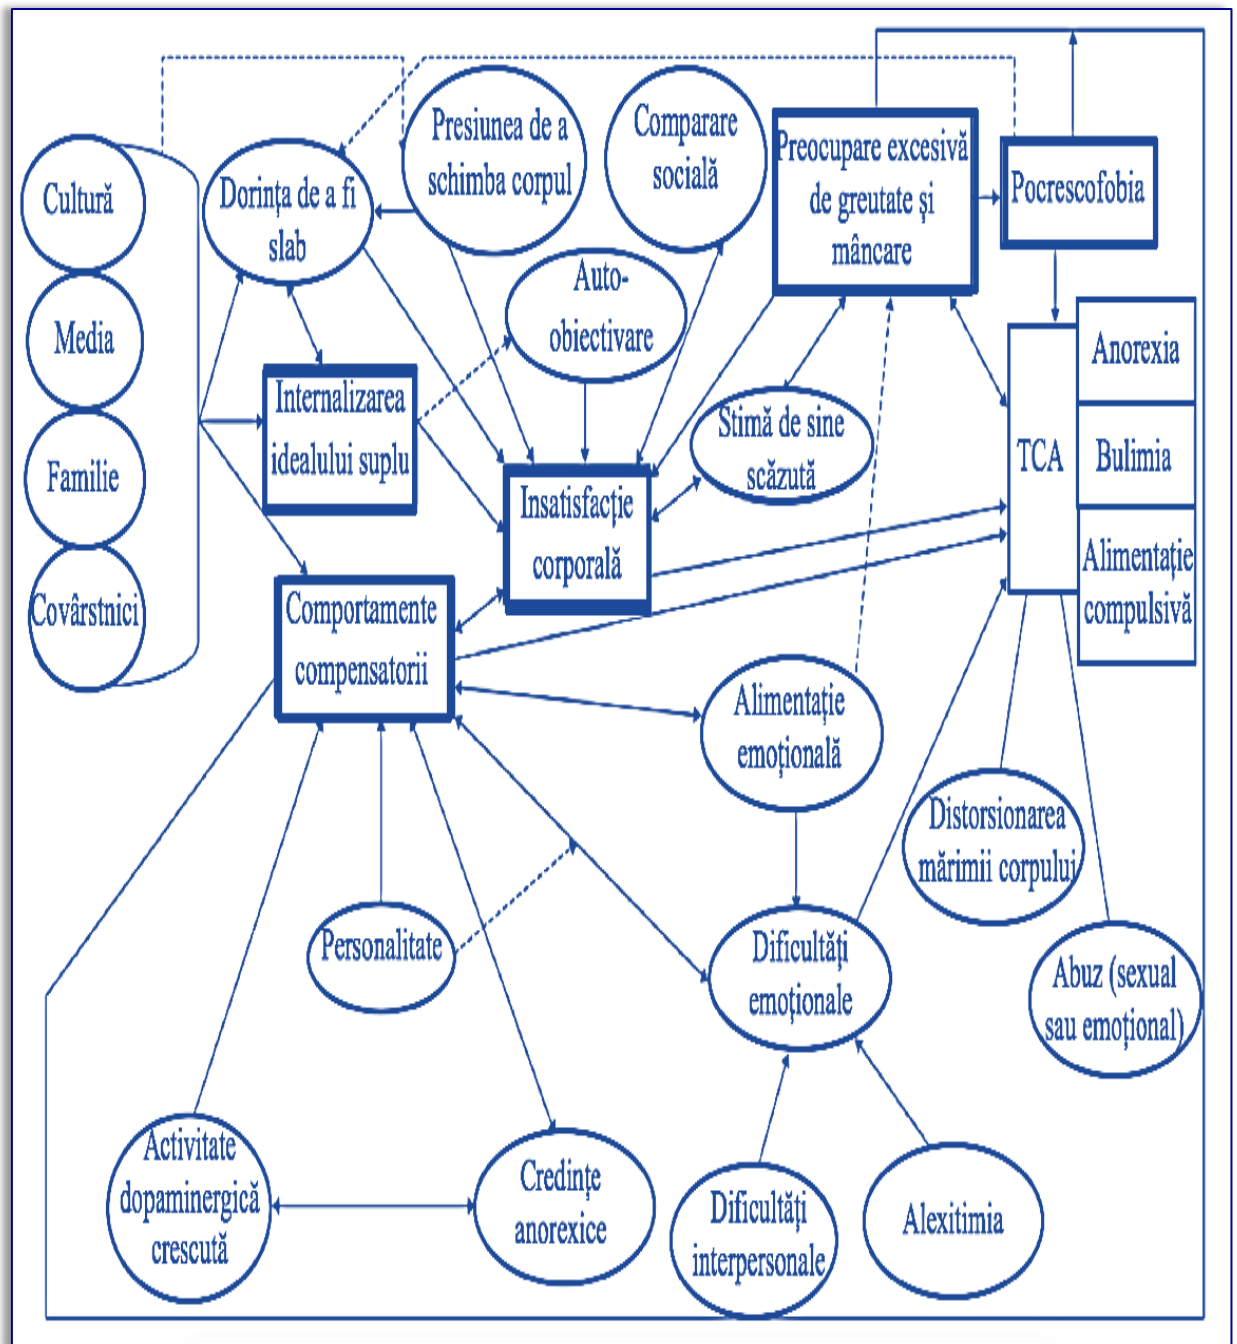 Cultură
Media
Familie
Covârstnici
Dorința de a fi
slab
Presiunea de a
schimba corpul
Comparare
socială
Preocupare excesivă
de greutate și
mâncare
Pocrescofobia
Auto-
obiectivare
Internalizarea
idealului suplu
Stimă de sine
scăzută
Insatisfacție
corporală
TCA
Anorexia
Bulimia
Alimentație
compulsivă
Comportamente
compensatorii
Alimentație
emoțională
Distorsionarea
mărimii corpului
Personalitate
Dificultăți
emoționale
Abuz (sexual
sau emoțional)
Activitate
dopaminergică
crescută
Credințe
anorexice
Dificultăți
interpersonale
Alexitimia